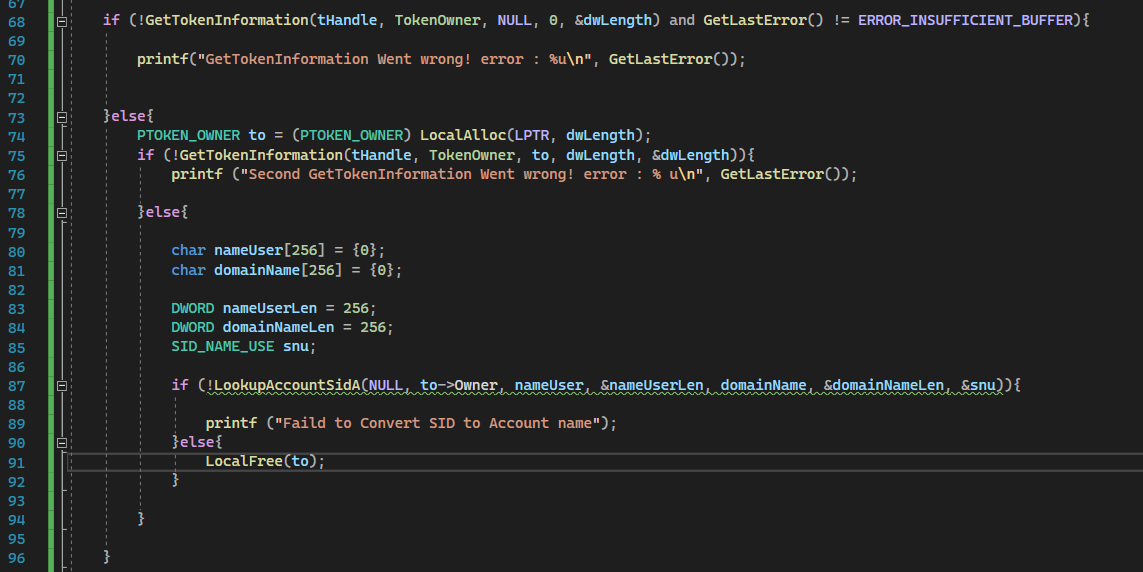 67
68 if (!GetTokenInformation(tHandle, TokenOwner, NULL, 0, &dwLength) and GetLastError() != ERROR_INSUFFICIENT_BUFFER){
69
70 printf("GetTokenInformation Went wrong! error : %u\n", GetLastError());
71
72
73 }else{
74 PTOKEN_OWNER to = (PTOKEN_OWNER) LocalAlloc(LPTR, dwLength);
75 if (!GetTokenInformation(tHandle, TokenOwner, to, dwLength, &dwLength)){
76 printf ("Second GetTokenInformation Went wrong! error : % u\n", GetLastError());
77
78 }else{
79
80 char nameUser[256] = {0};
81 char domainName[256] = {0};
82
83 DWORD nameUserLen = 256;
84 DWORD domainNameLen = 256;
85 SID_NAME_USE snu;
86
87 if (!LookupAccountSidA(NULL, to->Owner, nameUser, &nameUserLen, domainName, &domainNameLen, &snu)){
88
89 printf ("Faild to Convert SID to Account name");
90 }else{
91 LocalFree(to);
92 }
93
94 }
95
96 }